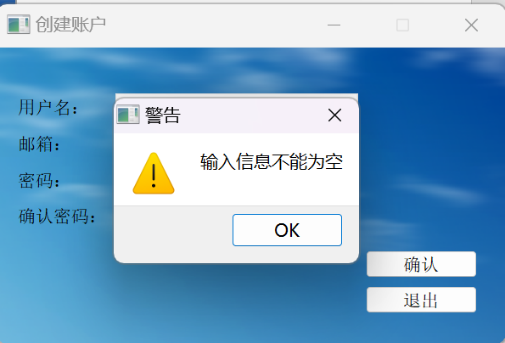 创建账户
用户名：
警告
邮箱：
输入信息不能为空
密码：
确认密码：
OK
确认
退出